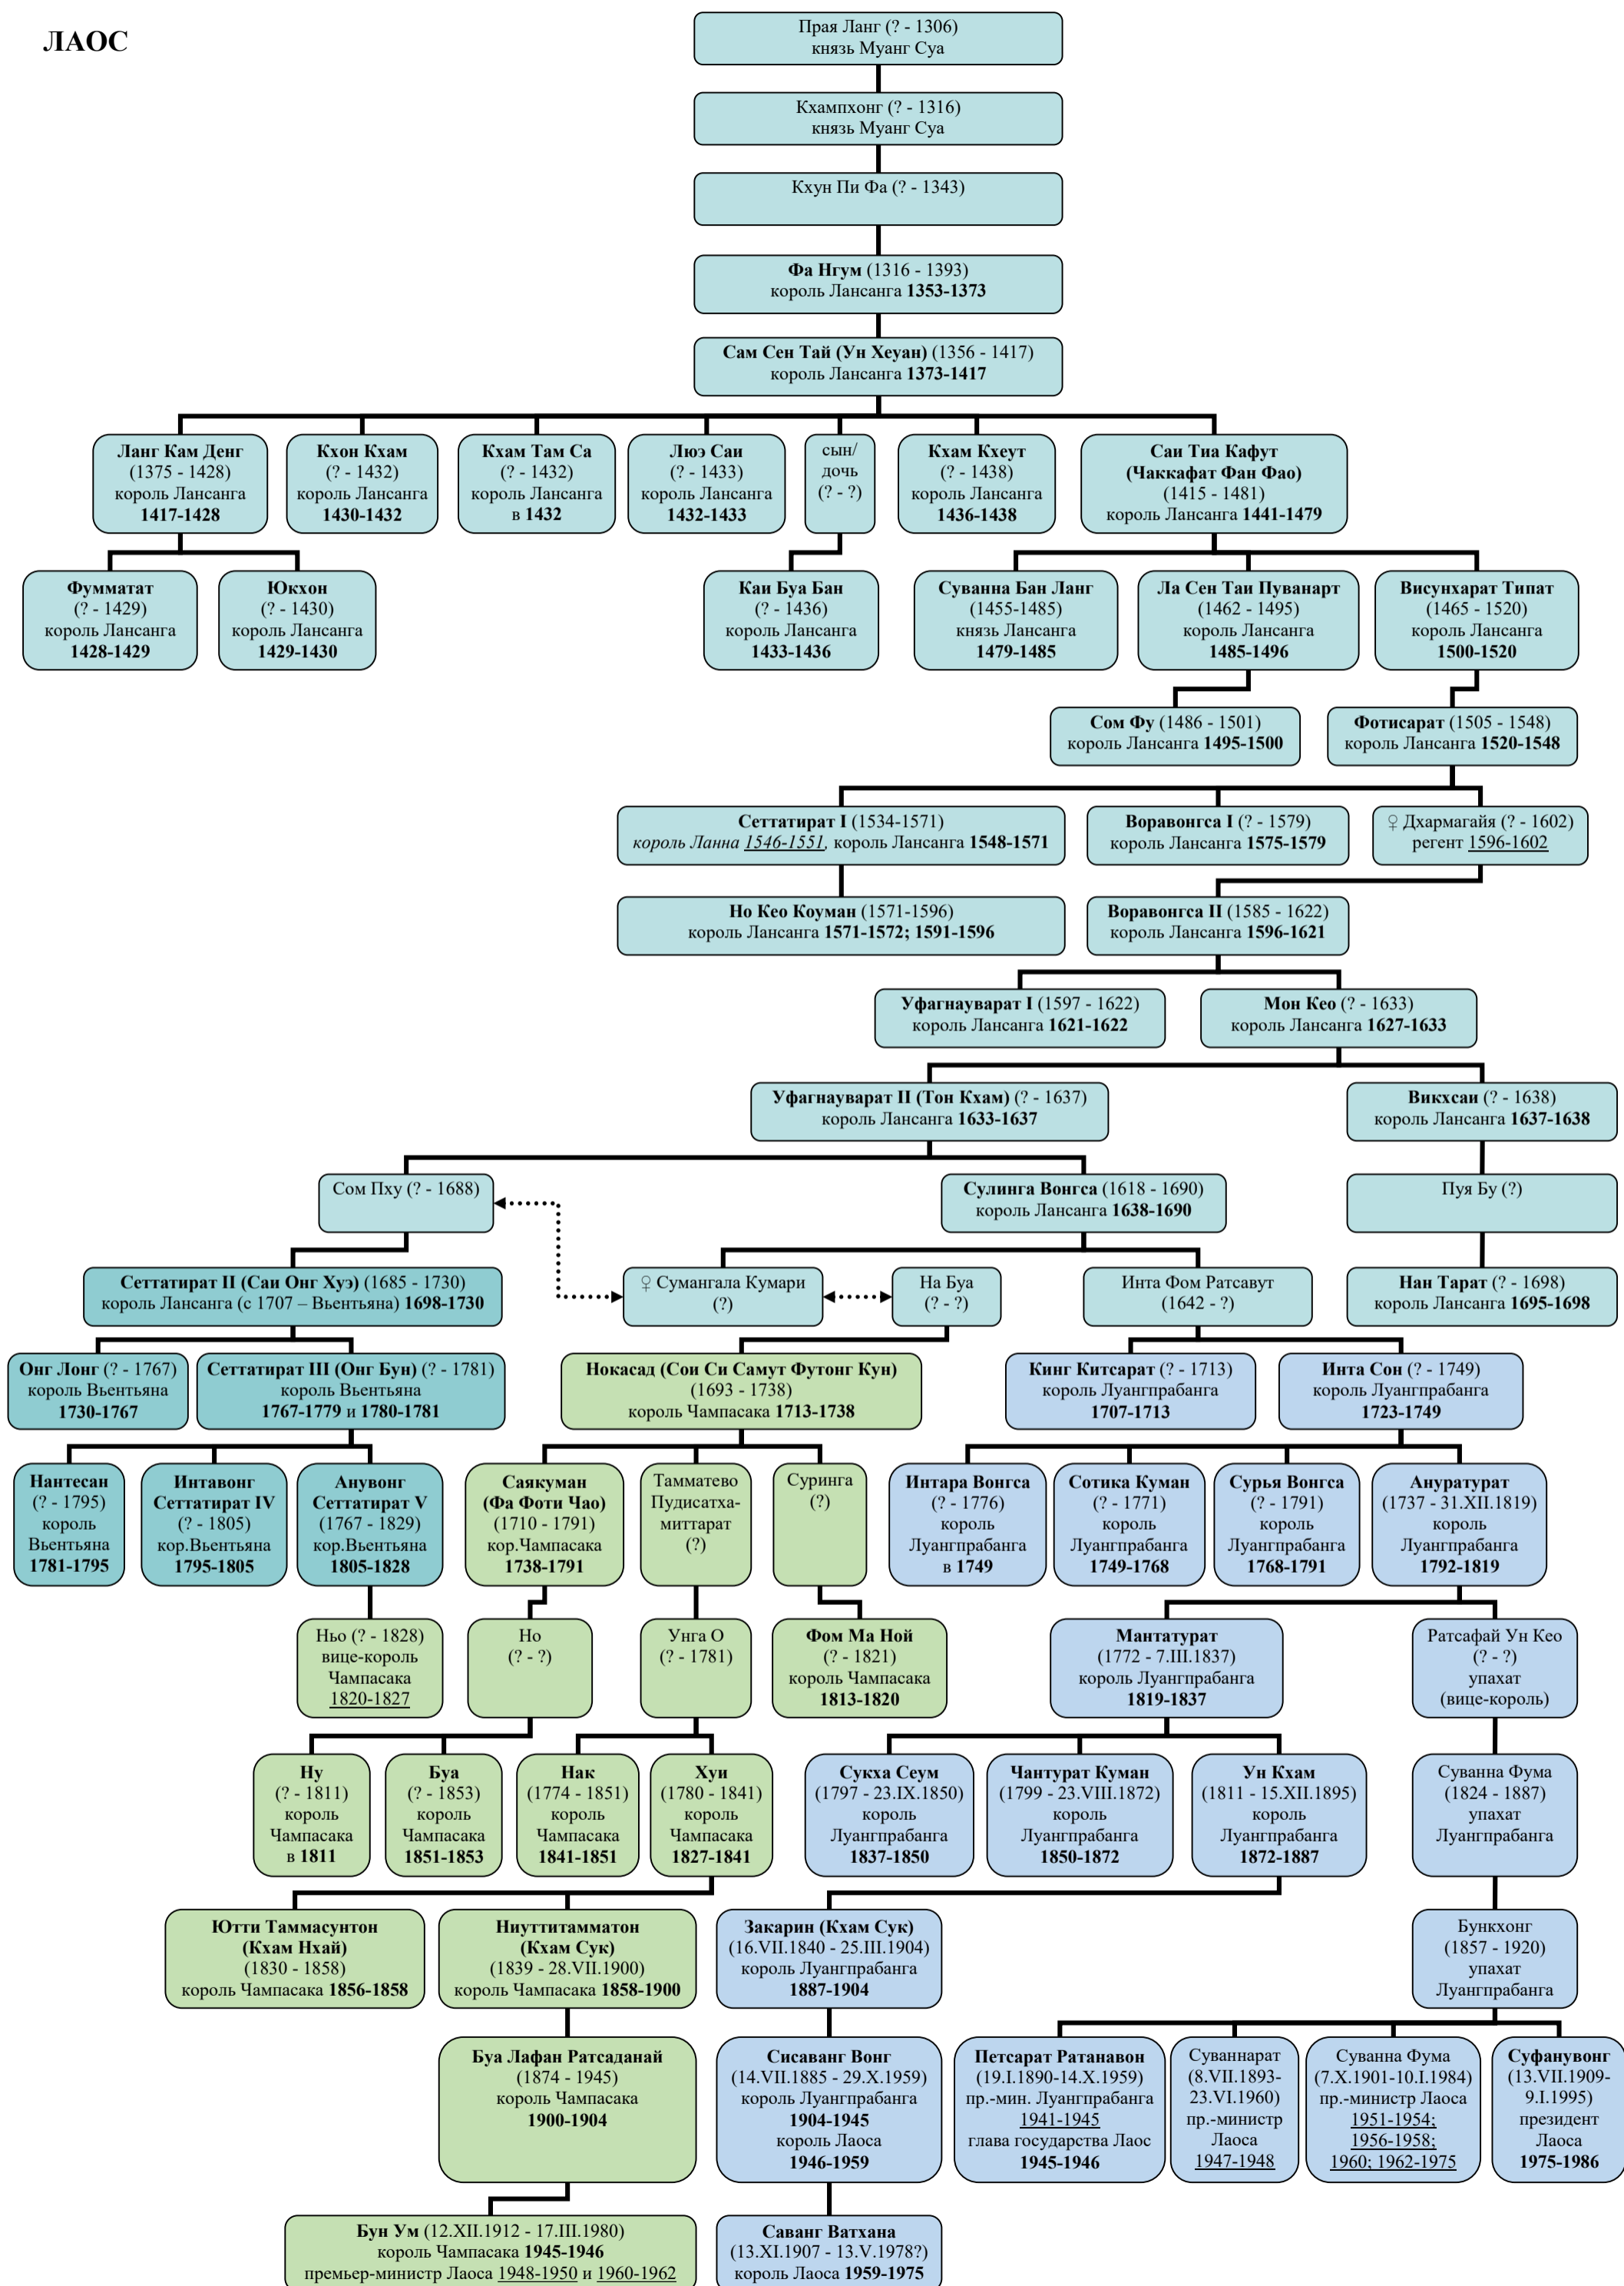 ЛАОС
Прая Ланг (? - 1306)
князь Муанг Суа
Кхампхонг (? - 1316)
князь Муанг Суа
Кхун Пи Фа (? - 1343)
Фа Нгум (1316 - 1393)
король Лансанга 1353-1373
Сам Сен Тай (Ун Хеуан) (1356 - 1417)
король Лансанга 1373-1417
Ланг Кам Денг
(1375 - 1428)
король Лансанга
1417-1428
Кхон Кхам
(? - 1432)
король Лансанга
1430-1432
Кхам Там Са
(? - 1432)
король Лансанга
в 1432
Люэ Саи
(? - 1433)
король Лансанга
1432-1433
сын/
дочь
(? - ?)
Кхам Кхеут
(? - 1438)
король Лансанга
1436-1438
Саи Тиа Кафут
(Чаккафат Фан Фао)
(1415 - 1481)
король Лансанга 1441-1479
Фумматат
(? - 1429)
король Лансанга
1428-1429
Юкхон
(? - 1430)
король Лансанга
1429-1430
Каи Буа Бан
(? - 1436)
король Лансанга
1433-1436
Суванна Бан Ланг
(1455-1485)
князь Лансанга
1479-1485
Ла Сен Таи Пуванарт
(1462 - 1495)
король Лансанга
1485-1496
Висунхарат Типат
(1465 - 1520)
король Лансанга
1500-1520
Сом Фу (1486 - 1501)
король Лансанга 1495-1500
Фотисарат (1505 - 1548)
король Лансанга 1520-1548
Сеттатират I (1534-1571)
король Ланна 1546-1551, король Лансанга 1548-1571
Воравонгса I (? - 1579)
король Лансанга 1575-1579
♀ Дхармагайя (? - 1602)
регент 1596-1602
Но Кео Коуман (1571-1596)
король Лансанга 1571-1572; 1591-1596
Воравонгса II (1585 - 1622)
король Лансанга 1596-1621
Уфагнауварат I (1597 - 1622)
король Лансанга 1621-1622
Мон Кео (? - 1633)
король Лансанга 1627-1633
Уфагнауварат II (Тон Кхам) (? - 1637)
король Лансанга 1633-1637
Викхсаи (? - 1638)
король Лансанга 1637-1638
Сом Пху (? - 1688)
Сулинга Вонгса (1618 - 1690)
король Лансанга 1638-1690
Пуя Бу (?)
Сеттатират II (Саи Онг Хуэ) (1685 - 1730)
король Лансанга (с 1707 – Вьентьяна) 1698-1730
♀ Сумангала Кумари
(?)
На Буа
(? - ?)
Инта Фом Ратсавут
(1642 - ?)
Нан Тарат (? - 1698)
король Лансанга 1695-1698
Онг Лонг (? - 1767)
король Вьентьяна
1730-1767
Сеттатират III (Онг Бун) (? - 1781)
король Вьентьяна
1767-1779 и 1780-1781
Нокасад (Сои Си Самут Футонг Кун)
(1693 - 1738)
король Чампасака 1713-1738
Кинг Китсарат (? - 1713)
король Луангпрабанга
1707-1713
Инта Сон (? - 1749)
король Луангпрабанга
1723-1749
Нантесан
(? - 1795)
король
Вьентьяна
1781-1795
Интавонг
Сеттатират IV
(? - 1805)
кор.Вьентьяна
1795-1805
Анувонг
Сеттатират V
(1767 - 1829)
кор.Вьентьяна
1805-1828
Саякуман
(Фа Фоти Чао)
(1710 - 1791)
кор.Чампасака
1738-1791
Тамматево
Пудисатха-
миттарат
(?)
Суринга
(?)
Интара Вонгса
(? - 1776)
король
Луангпрабанга
в 1749
Сотика Куман
(? - 1771)
король
Луангпрабанга
1749-1768
Сурья Вонгса
(? - 1791)
король
Луангпрабанга
1768-1791
Ануратурат
(1737 - 31.XII.1819)
король
Луангпрабанга
1792-1819
Ньо (? - 1828)
вице-король
Чампасака
1820-1827
Но
(? - ?)
Унга О
(? - 1781)
Фом Ма Ной
(? - 1821)
король Чампасака
1813-1820
Мантатурат
(1772 - 7.III.1837)
король Луангпрабанга
1819-1837
Ратсафай Ун Кео
(? - ?)
упахат
(вице-король)
Ну
(? - 1811)
король
Чампасака
в 1811
Буа
(? - 1853)
король
Чампасака
1851-1853
Нак
(1774 - 1851)
король
Чампасака
1841-1851
Хуи
(1780 - 1841)
король
Чампасака
1827-1841
Сукха Сеум
(1797 - 23.IX.1850)
король
Луангпрабанга
1837-1850
Чантурат Куман
(1799 - 23.VIII.1872)
король
Луангпрабанга
1850-1872
Ун Кхам
(1811 - 15.XII.1895)
король
Луангпрабанга
1872-1887
Суванна Фума
(1824 - 1887)
упахат
Луангпрабанга
Ютти Таммасунтон
(Кхам Нхай)
(1830 - 1858)
король Чампасака 1856-1858
Ниуттитамматон
(Кхам Сук)
(1839 - 28.VII.1900)
король Чампасака 1858-1900
Закарин (Кхам Сук)
(16.VII.1840 - 25.III.1904)
король Луангпрабанга
1887-1904
Бункхонг
(1857 - 1920)
упахат
Луангпрабанга
Буа Лафан Ратсаданай
(1874 - 1945)
король Чампасака
1900-1904
Сисаванг Вонг
(14.VII.1885 - 29.X.1959)
король Луангпрабанга
1904-1945
король Лаоса
1946-1959
Петсарат Ратанавон
(19.I.1890-14.X.1959)
пр.-мин. Луангпрабанга
1941-1945
глава государства Лаос
1945-1946
Суваннарат
(8.VII.1893-
23.VI.1960)
пр.-министр
Лаоса
1947-1948
Суванна Фума
(7.X.1901-10.I.1984)
пр.-министр Лаоса
1951-1954;
1956-1958;
1960; 1962-1975
Суфанувонг
(13.VII.1909-
9.I.1995)
президент
Лаоса
1975-1986
Бун Ум (12.XII.1912 - 17.III.1980)
король Чампасака 1945-1946
премьер-министр Лаоса 1948-1950 и 1960-1962
Саванг Ватхана
(13.XI.1907 - 13.V.1978?)
король Лаоса 1959-1975